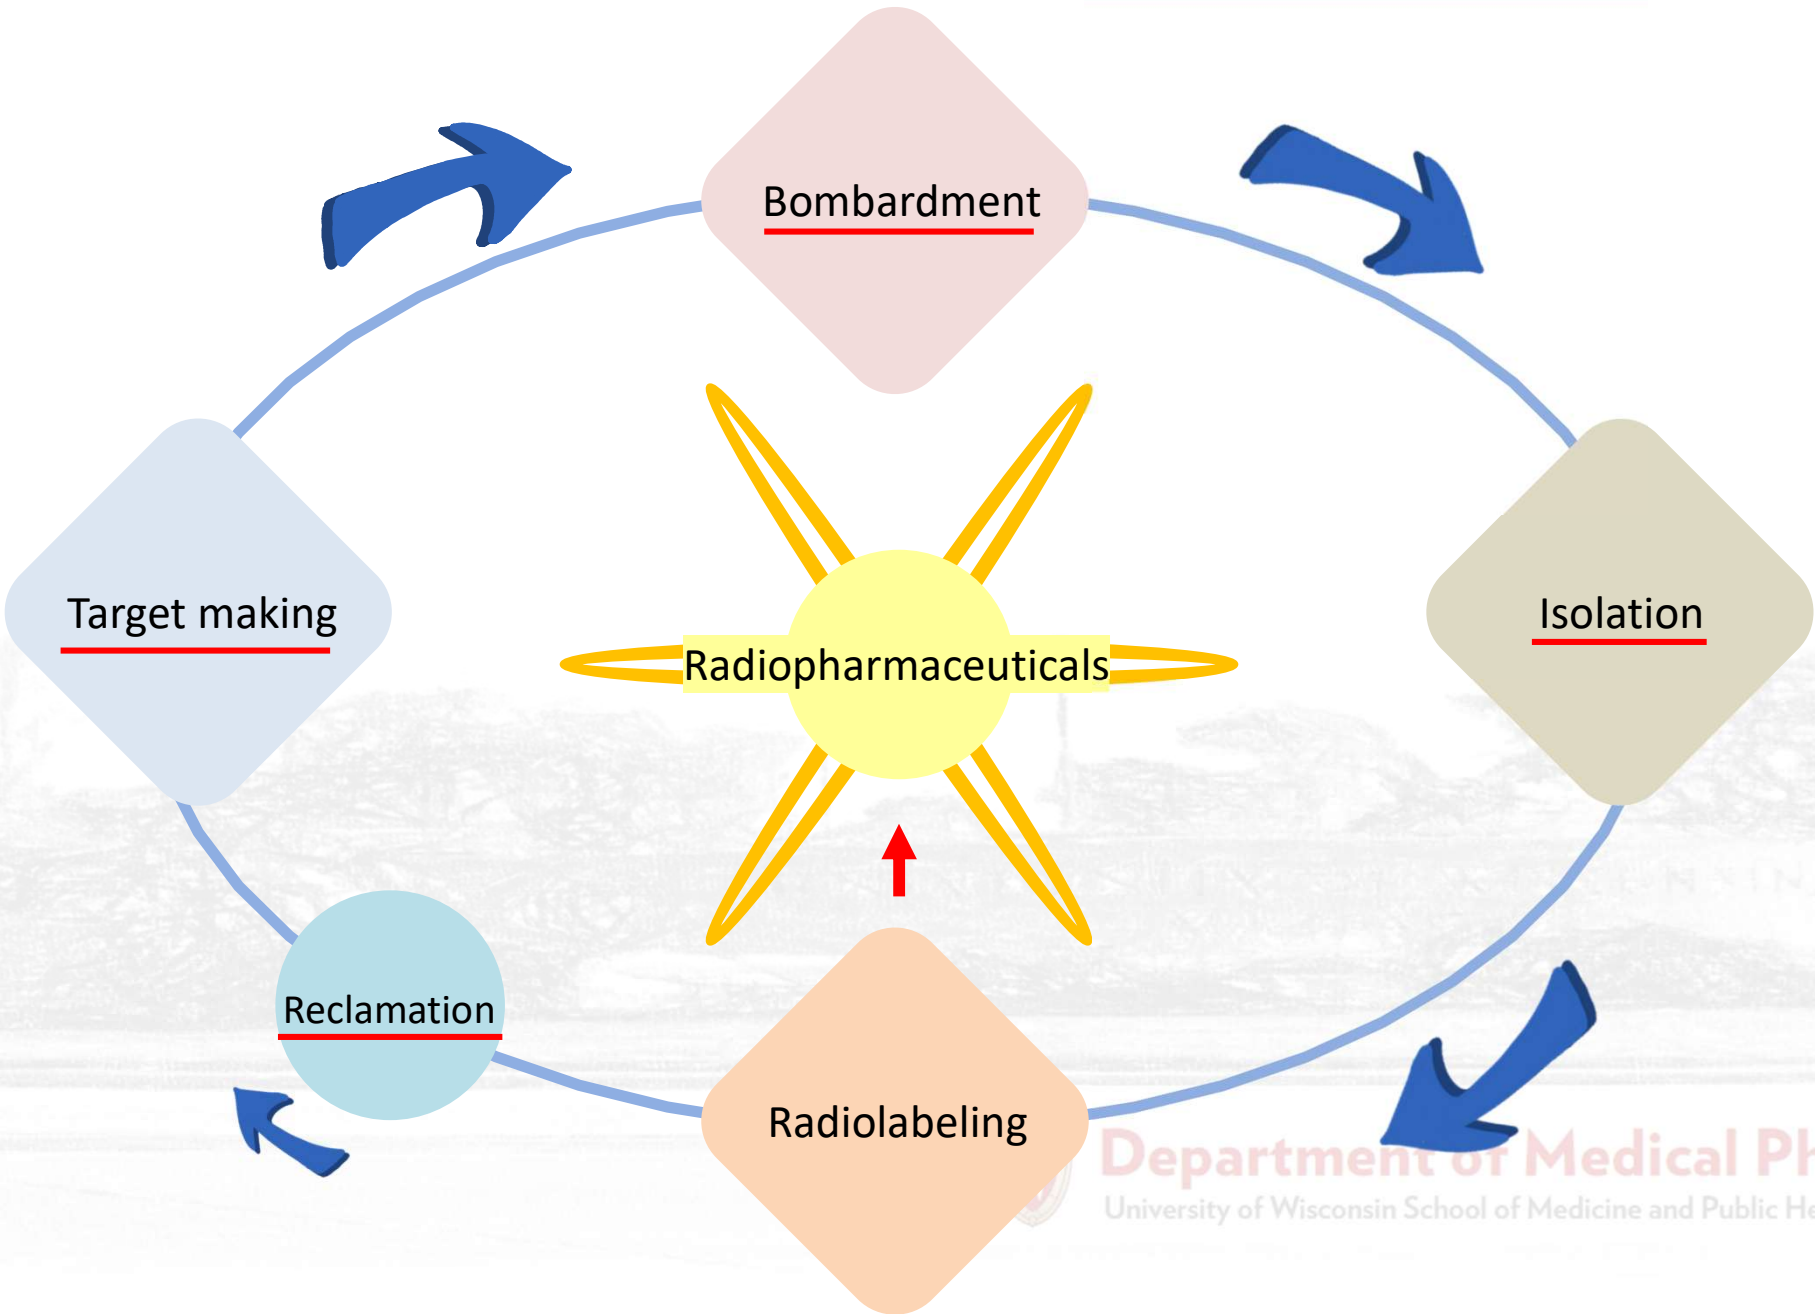 Bombardment
Target making
Isolation
Radiopharmaceuticals
Reclamation
Radiolabeling
Department of Medical Ph
University of Wisconsin School of Medicine and Public He